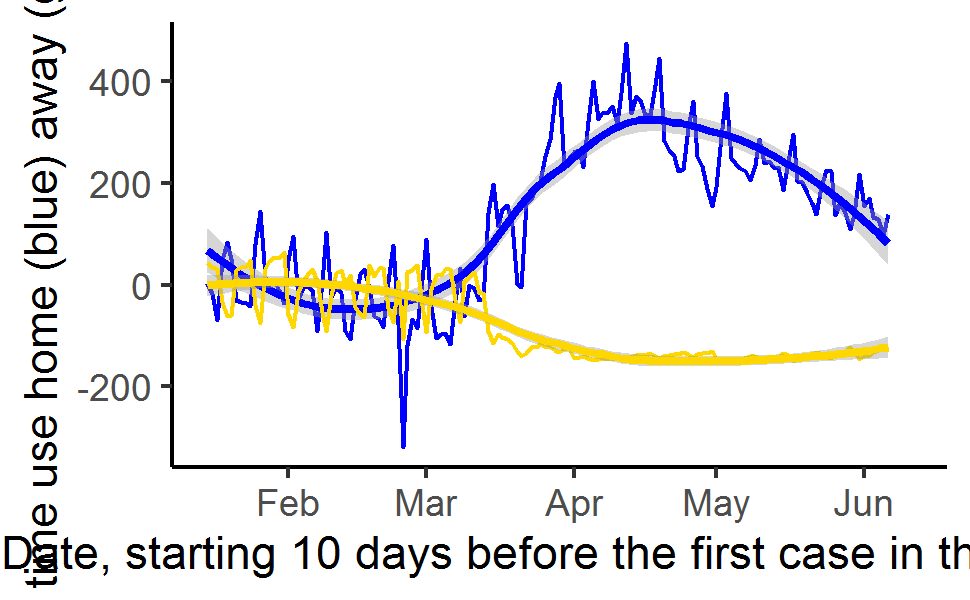 time use home (blue) away (
400
200
0
-200
Feb Mar Apr May Jun
Date, starting 10 days before the first case in th